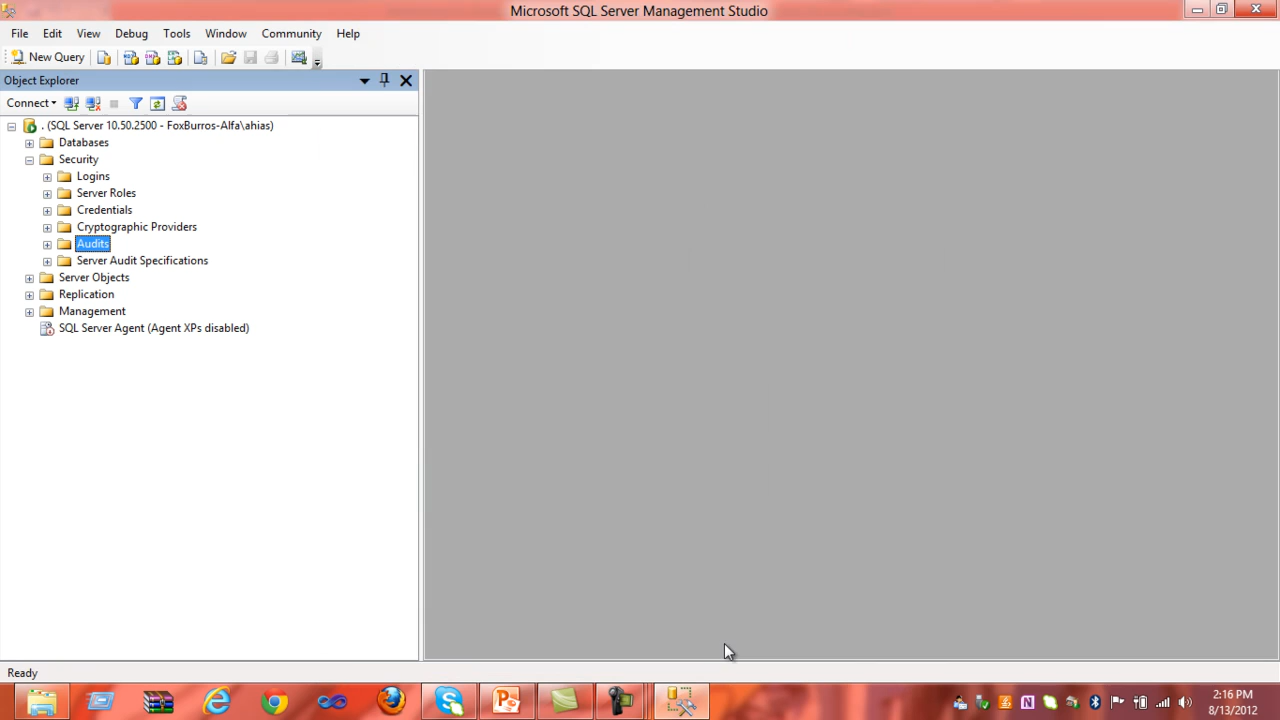 Microsoft SQL Server Management Studio
File Edit View Debug Tools Window Community Help
New Query
Object Explorer
Connect
. (SQL Server 10.50.2500 - FoxBurros-Alfa\ahias)
Databases
Security
Logins
Server Roles
Credentials
Cryptographic Providers
Audits
Server Audit Specifications
Server Objects
Replication
Management
SQL Server Agent (Agent XPs disabled)
Ready
2:16 PM
8/13/2012